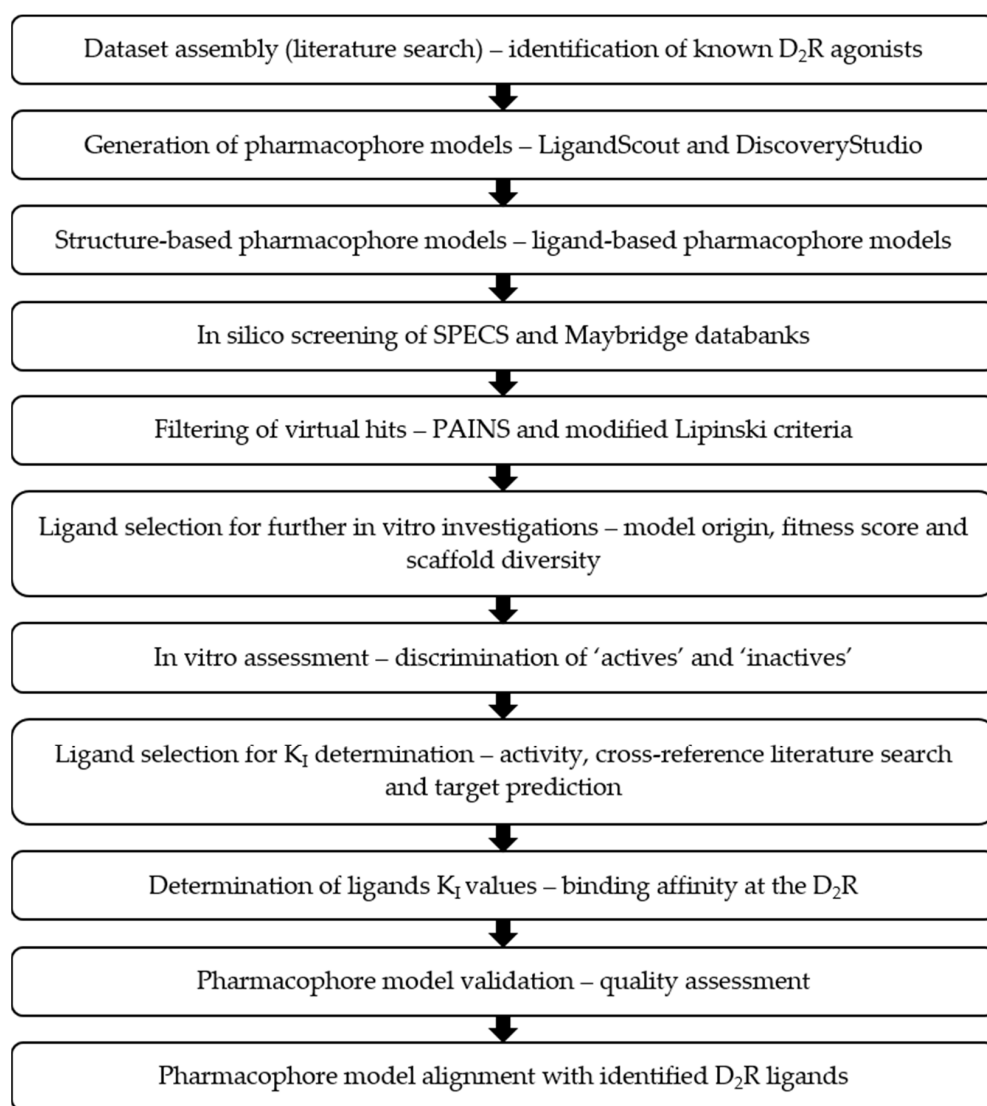 Dataset assembly (literature search) – identification of known D₂R agonists
Generation of pharmacophore models – LigandScout and DiscoveryStudio
Structure-based pharmacophore models – ligand-based pharmacophore models
In silico screening of SPECS and Maybridge databanks
Filtering of virtual hits – PAINS and modified Lipinski criteria
Ligand selection for further in vitro investigations – model origin, fitness score and
scaffold diversity
In vitro assessment – discrimination of ‘actives’ and ‘inactives’
Ligand selection for K_I determination – activity, cross-reference literature search
and target prediction
Determination of ligands K_I values – binding affinity at the D₂R
Pharmacophore model validation – quality assessment
Pharmacophore model alignment with identified D₂R ligands